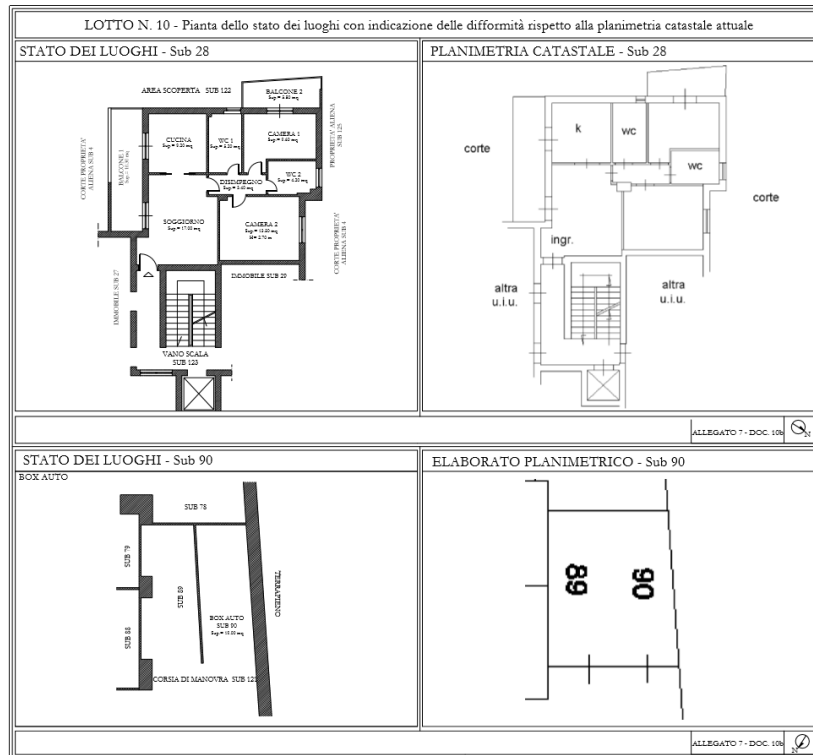 LOTTO N. 10 - Pianta dello stato dei luoghi con indicazione delle difformità rispetto alla planimetria catastale attuale
STATO DEI LUOGHI - Sub 28
AREA SCOPERTA SUB 122
BALCONE 2
CORTE PROPRIETA' ALIENA SUB 4
BALCONE 1
CUCINA
WC 1
CAMERA 1
PROPRIETA' ALIENA SUB 125
DISIMPEGNO
WC 2
SOGGIORNO
CAMERA 2
CORTE PROPRIETA' ALIENA SUB 4
IMMOBILE SUB 27
IMMOBILE SUB 29
VANO SCALA
SUB 123
PLANIMETRIA CATASTALE - Sub 28
corte
k
wc
wc
corte
ingr.
altra
u.i.u.
altra
u.i.u.
ALLEGATO 7 - DOC. 10b
N
STATO DEI LUOGHI - Sub 90
BOX AUTO
SUB 78
SUB 79
SUB 89
SUB 88
BOX AUTO
SUB 90
TERRAPIENO
CORSIA DI MANOVRA SUB 121
ELABORATO PLANIMETRICO - Sub 90
89
90
ALLEGATO 7 - DOC. 10b
N